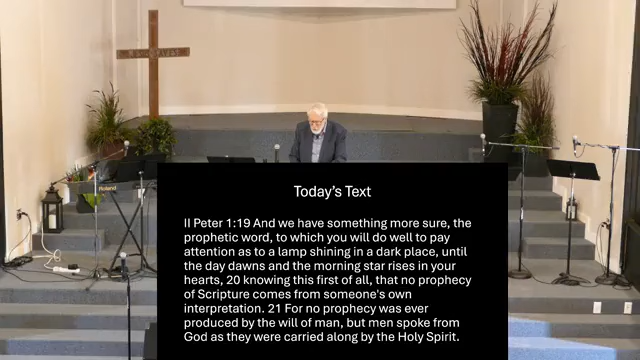 Roland
Today's Text
II Peter 1:19 And we have something more sure, the
prophetic word, to which you will do well to pay
attention as to a lamp shining in a dark place, until
the day dawns and the morning star rises in your
hearts, 20 knowing this first of all, that no prophecy
of Scripture comes from someone's own
interpretation. 21 For no prophecy was ever
produced by the will of man, but men spoke from
God as they were carried along by the Holy Spirit.